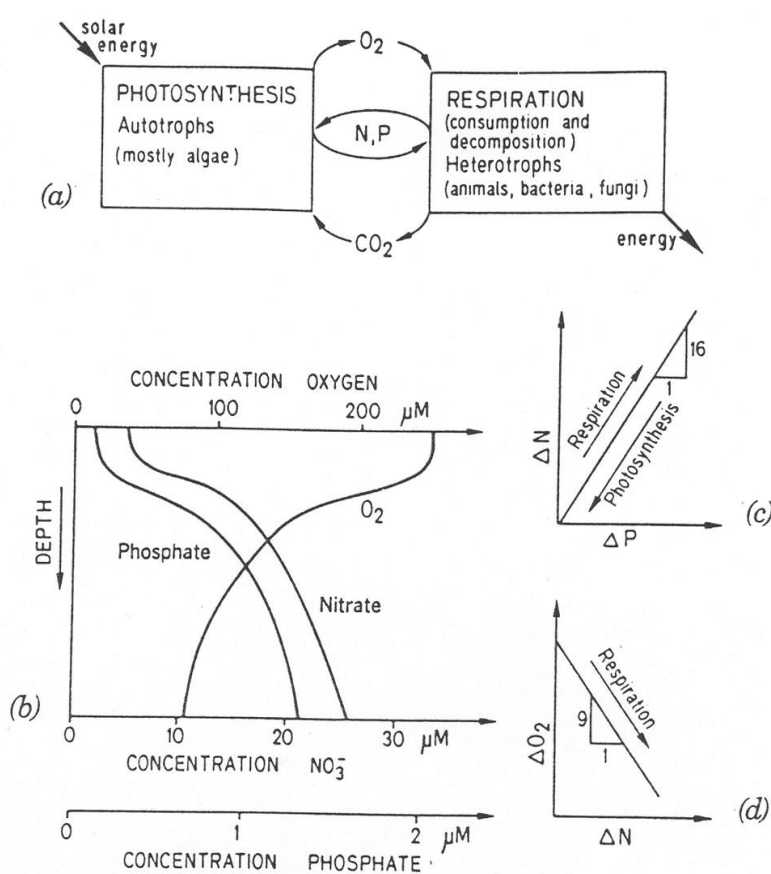 solar
energy
O2
PHOTOSYNTHESIS
Autotrophs
(mostly algae)
N,P
RESPIRATION
(consumption and
decomposition)
Heterotrophs
(animals, bacteria, fungi)
(a)
CO2
energy
CONCENTRATION OXYGEN
0 100 200 μM
DEPTH
O2
Phosphate
Nitrate
(b)
0 10 20 30 μM
CONCENTRATION NO3-
0 1 2 μM
CONCENTRATION PHOSPHATE
16
1
Respiration
Photosynthesis
ΔN
ΔP
(c)
Respiration
9
1
ΔO2
ΔN
(d)